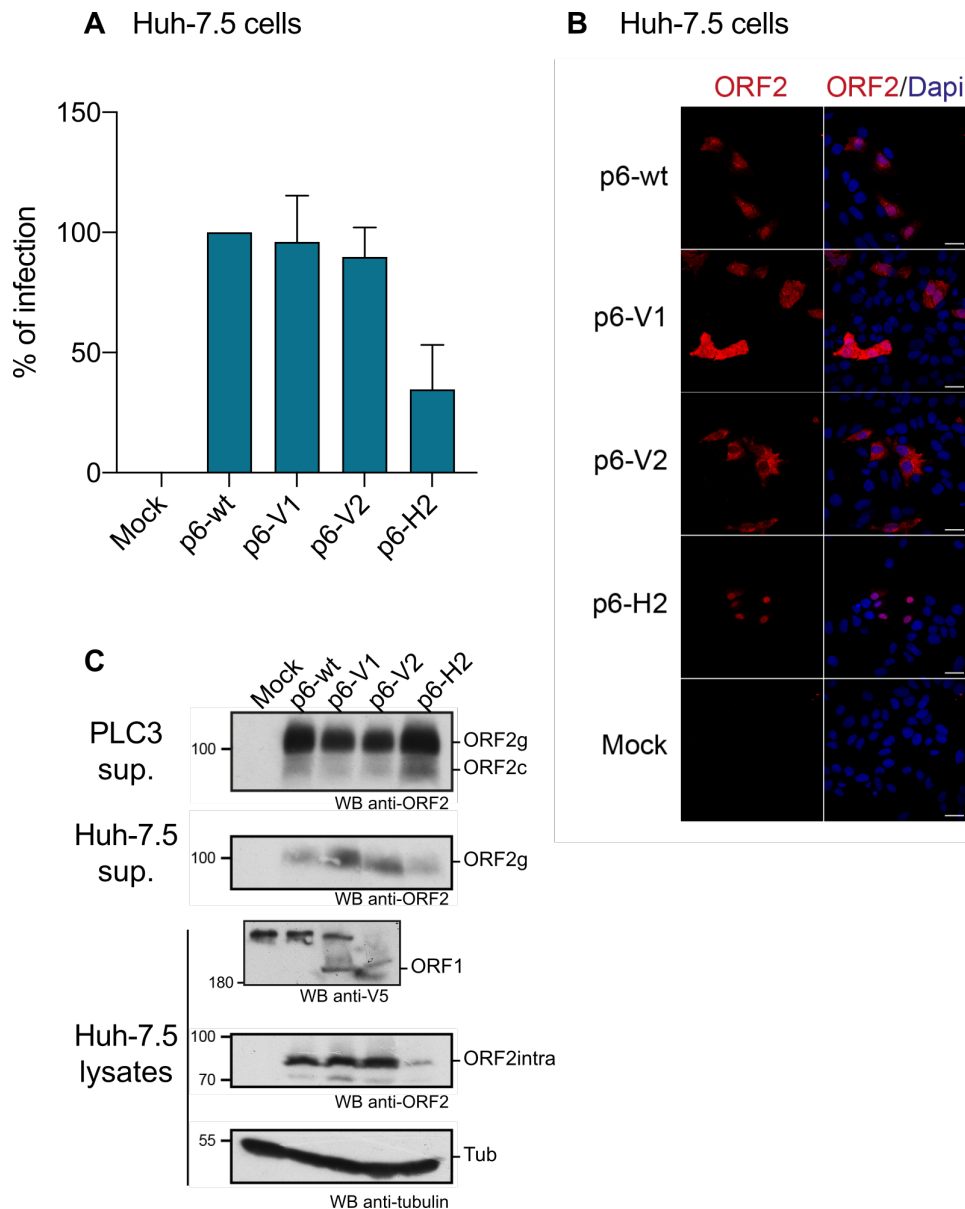 A Huh-7.5 cells
% of infection
150
100
50
0
Mock
p6-wt
p6-V1
p6-V2
p6-H2
B Huh-7.5 cells
ORF2
ORF2/Dapi
p6-wt
p6-V1
p6-V2
p6-H2
Mock
C
Mock
p6-wt
p6-V1
p6-V2
p6-H2
PLC3
sup.
100
ORF2g
ORF2c
WB anti-ORF2
Huh-7.5
sup.
100
ORF2g
WB anti-ORF2
180
ORF1
WB anti-V5
Huh-7.5
lysates
100
70
ORF2intra
WB anti-ORF2
55
Tub
WB anti-tubulin